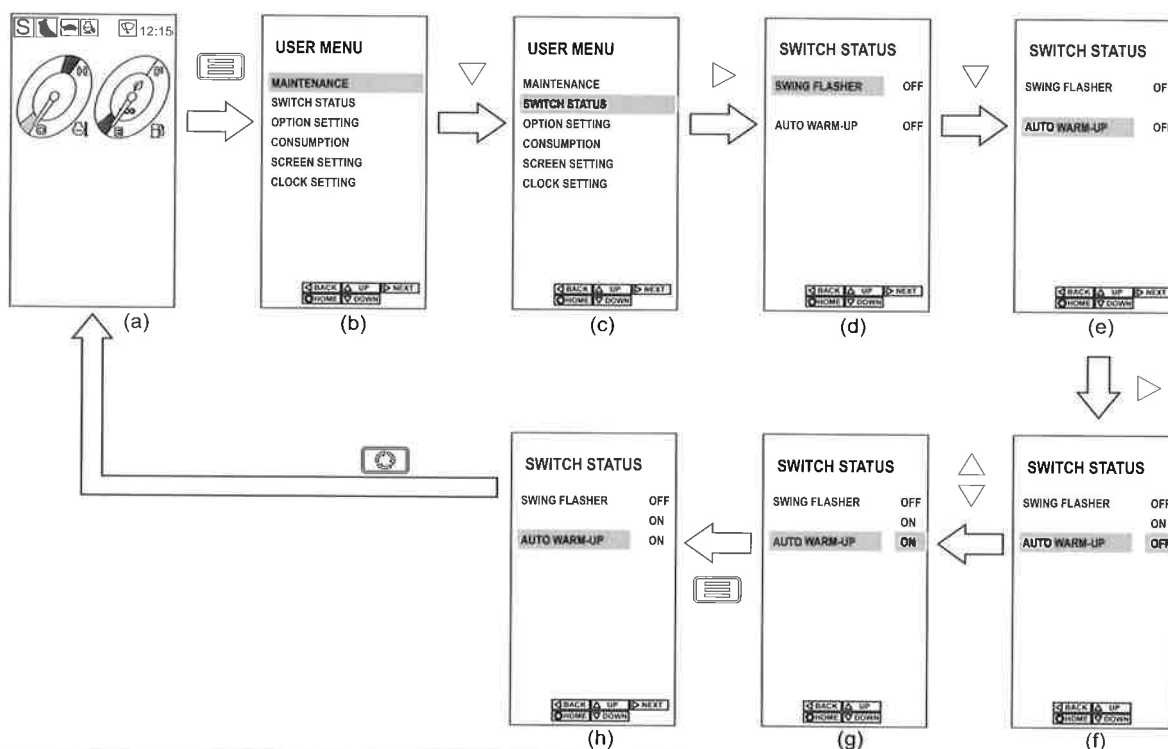 S 12:15
(a)
USER MENU
MAINTENANCE
SWITCH STATUS
OPTION SETTING
CONSUMPTION
SCREEN SETTING
CLOCK SETTING
BACK UP NEXT
HOME DOWN
(b)
USER MENU
MAINTENANCE
SWITCH STATUS
OPTION SETTING
CONSUMPTION
SCREEN SETTING
CLOCK SETTING
BACK UP NEXT
HOME DOWN
(c)
SWITCH STATUS
SWING FLASHER OFF
AUTO WARM-UP OFF
BACK UP NEXT
HOME DOWN
(d)
SWITCH STATUS
SWING FLASHER OF
AUTO WARM-UP OF
BACK UP NEXT
HOME DOWN
(e)
SWITCH STATUS
SWING FLASHER OFF
ON
AUTO WARM-UP ON
BACK UP NEXT
HOME DOWN
(h)
SWITCH STATUS
SWING FLASHER OFF
ON
AUTO WARM-UP ON
BACK UP
HOME DOWN
(g)
SWITCH STATUS
SWING FLASHER OFF
ON
AUTO WARM-UP OFF
BACK UP
HOME DOWN
(f)